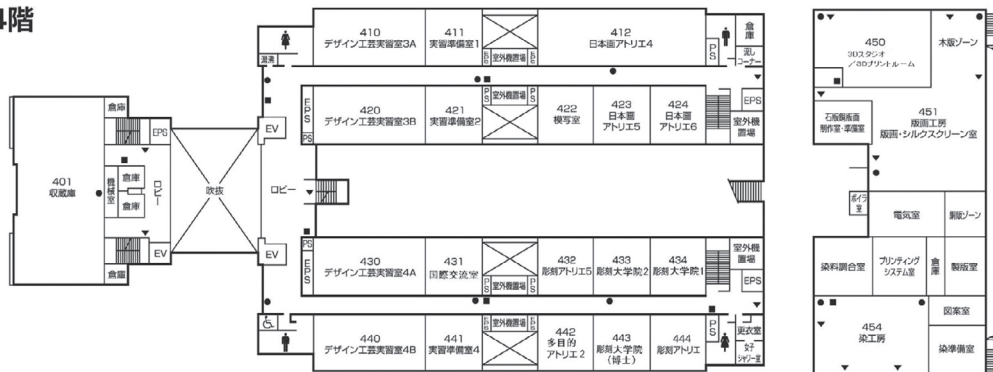 4階
410
デザイン工芸実習室3A
411
実習準備室1
室外機置場
412
日本画アトリエ4
PS
倉庫
流し
コーナー
湯沸
EPS
PS
420
デザイン工芸実習室3B
421
実習準備室2
PS
室外機置場
PS
422
模写室
423
日本画
アトリエ5
424
日本画
アトリエ6
EPS
室外機
置場
EV
倉庫
EPS
401
収蔵庫
機械室
倉庫
倉庫
ロビー
吹抜
ロビー
EV
倉庫
EV
PS
EPS
430
デザイン工芸実習室4A
431
国際交流室
PS
室外機置場
PS
432
彫刻アトリエ5
433
彫刻大学院2
434
彫刻大学院1
室外機
置場
EPS
440
デザイン工芸実習室4B
441
実習準備室4
室外機置場
442
多目的
アトリエ2
443
彫刻大学院
(博士)
444
彫刻アトリエ
PS
更衣室
女子
シャワー室
450
3Dスタジオ
／3Dプリントルーム
木版ゾーン
451
版画工房
版画・シルクスクリーン室
石版銅版画
制作室・準備室
ボイラ
室
電気室
銅版ゾーン
染料調合室
プリンティング
システム室
倉庫
製版室
454
染工房
図案室
染準備室